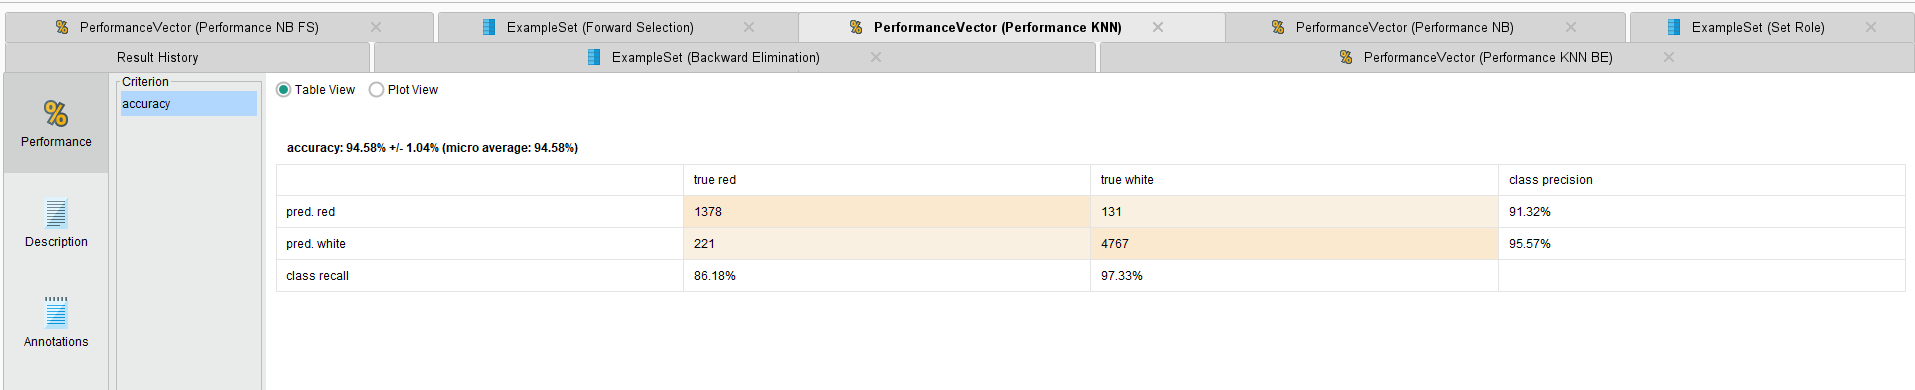 PerformanceVector (Performance NB FS)
ExampleSet (Forward Selection)
PerformanceVector (Performance KNN)
PerformanceVector (Performance NB)
ExampleSet (Set Role)
Result History
ExampleSet (Backward Elimination)
PerformanceVector (Performance KNN BE)
% Performance
Description
Annotations
Criterion
accuracy
Table View
Plot View
accuracy: 94.58% +/- 1.04% (micro average: 94.58%)
true red true white class precision
pred. red 1378 131 91.32%
pred. white 221 4767 95.57%
class recall 86.18% 97.33%